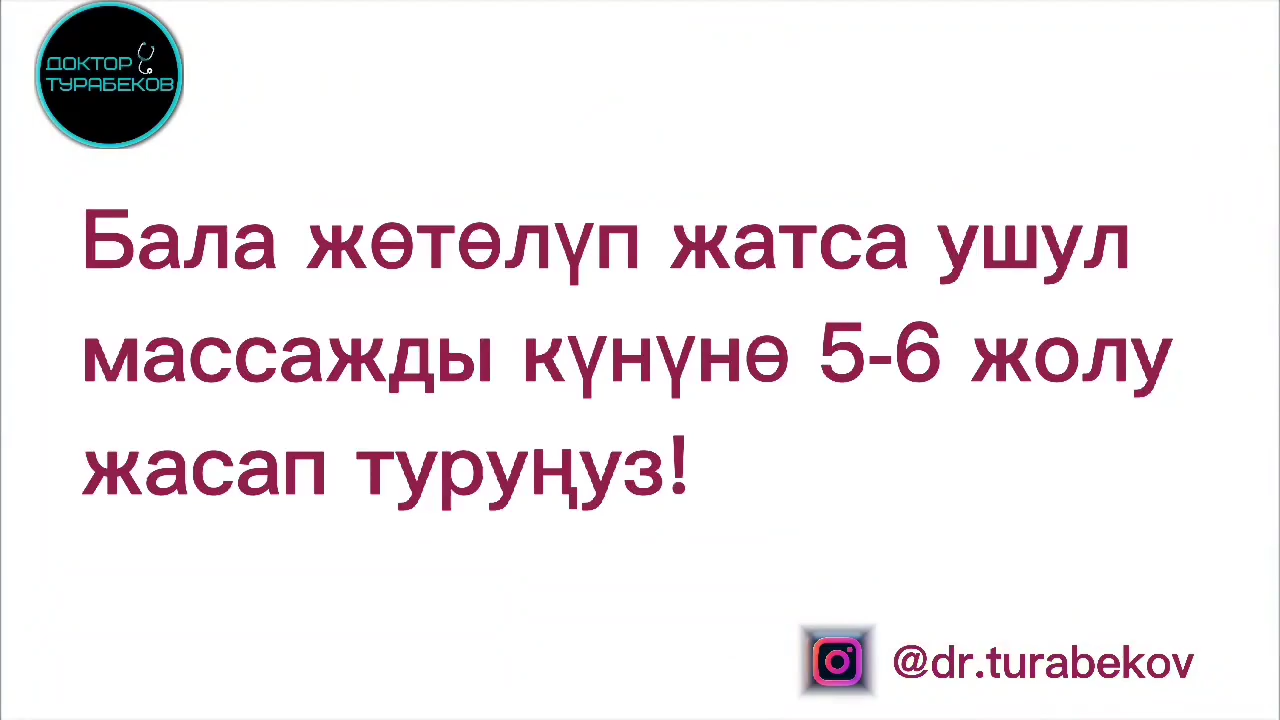 ДОКТОР
ТУРАБЕКОВ
Бала жөтөлүп жатса ушул
массажды күнүнө 5-6 жолу
жасап туруңуз!
@dr.turabekov